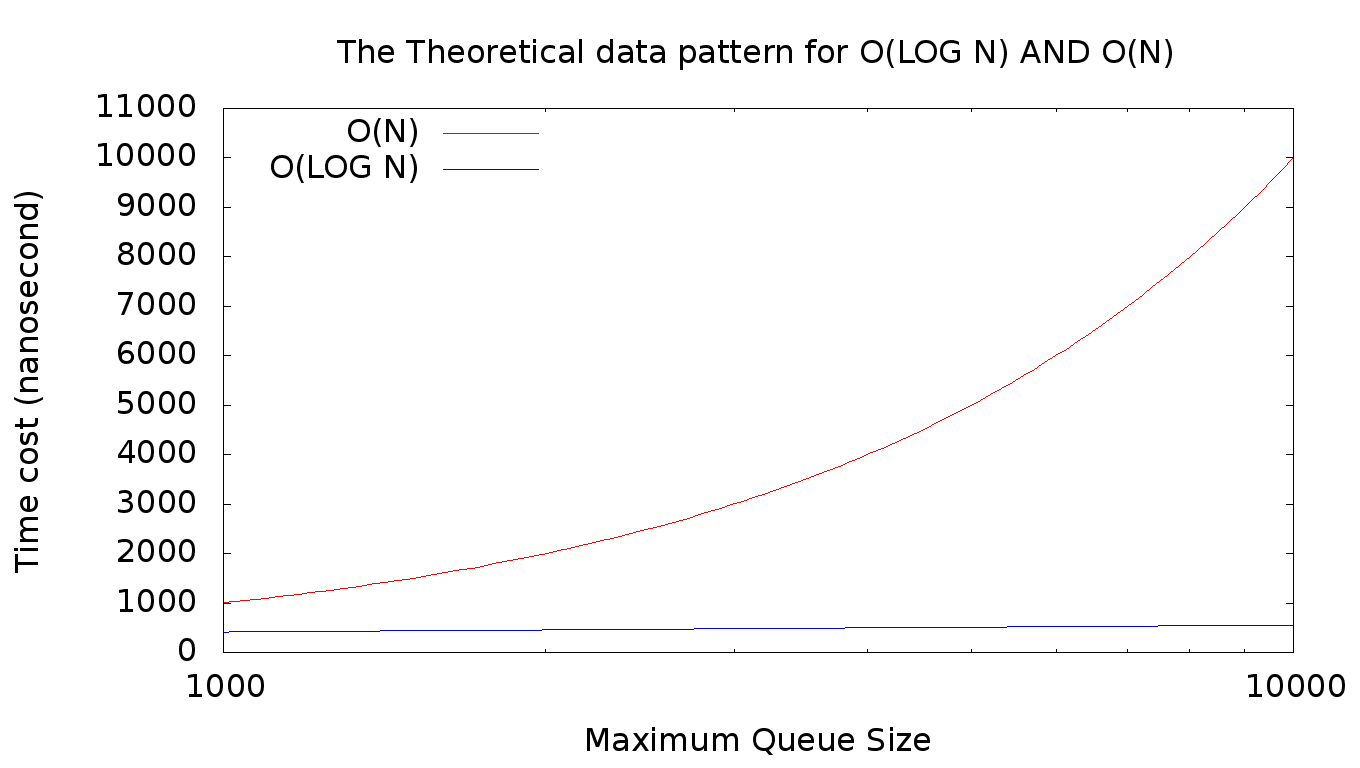 The Theoretical data pattern for O(LOG N) AND O(N)
11000
10000
9000
8000
7000
6000
5000
4000
3000
2000
1000
0
O(N)
O(LOG N)
Time cost (nanosecond)
1000
10000
Maximum Queue Size